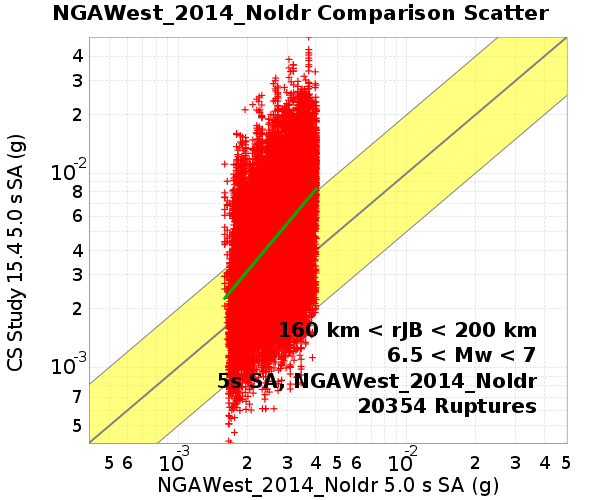 NGAWest_2014_NoIdr Comparison Scatter
CS Study 15.4 5.0 s SA (g)
4
3
2
10-2
8
6
4
3
2
10-3
7
5
160 km < rJB < 200 km
6.5 < Mw < 7
5s SA, NGAWest_2014_NoIdr
20354 Ruptures
5 6 10-3 2 3 4 5 6 10-2 2 3 4 5
NGAWest_2014_NoIdr 5.0 s SA (g)